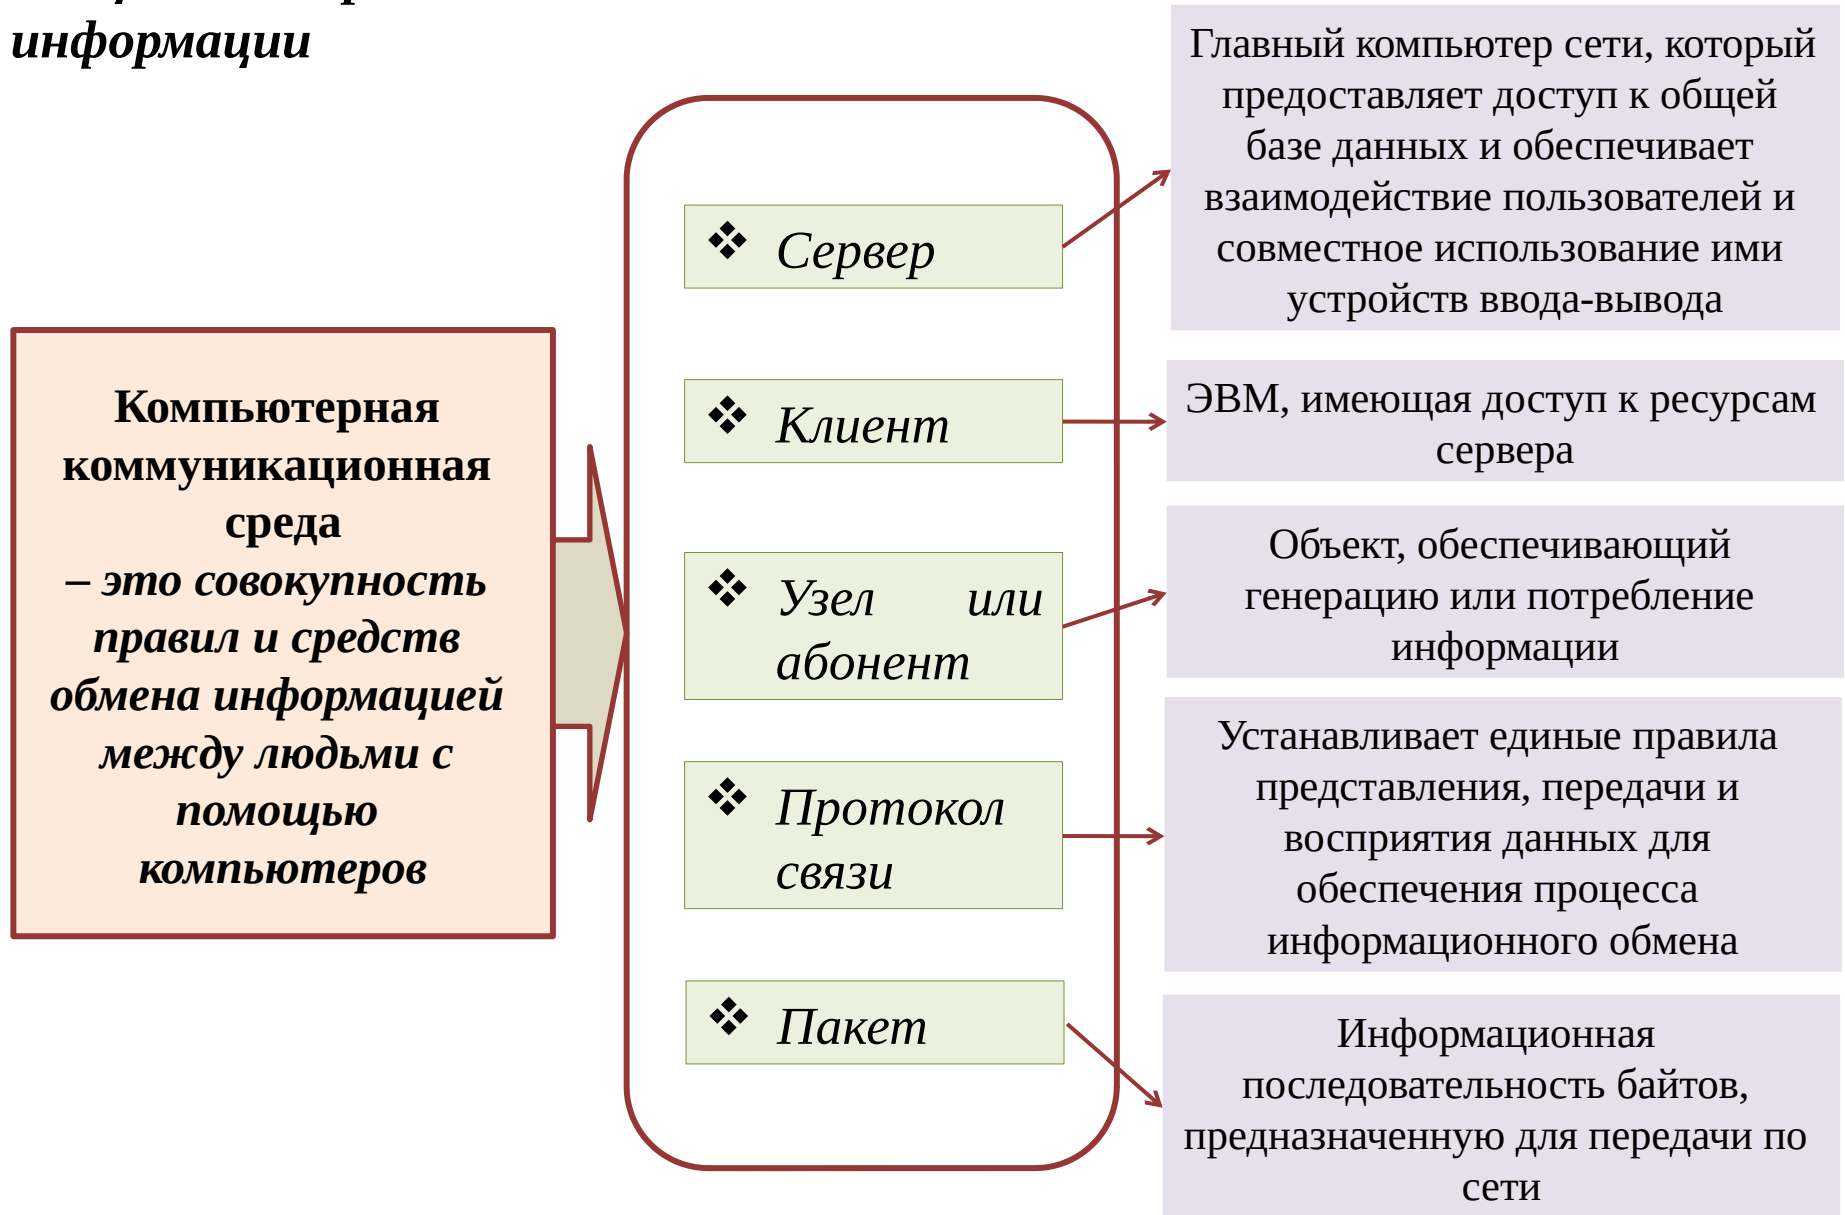 информации
Компьютерная
коммуникационная
среда
– это совокупность
правил и средств
обмена информацией
между людьми с
помощью
компьютеров
❖ Сервер
❖ Клиент
❖ Узел или
абонент
❖ Протокол
связи
❖ Пакет
Главный компьютер сети, который
предоставляет доступ к общей
базе данных и обеспечивает
взаимодействие пользователей и
совместное использование ими
устройств ввода-вывода
ЭВМ, имеющая доступ к ресурсам
сервера
Объект, обеспечивающий
генерацию или потребление
информации
Устанавливает единые правила
представления, передачи и
восприятия данных для
обеспечения процесса
информационного обмена
Информационная
последовательность байтов,
предназначенную для передачи по
сети